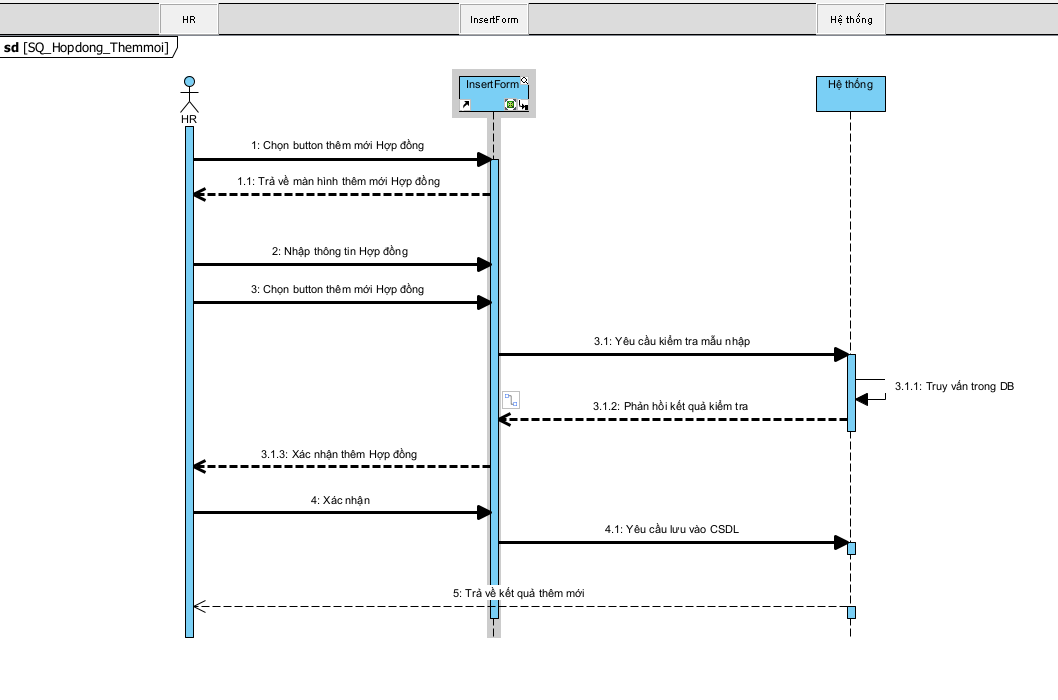 HR
InsertForm
Hệ thống
sd [SQ_Hopdong_Themmoi]
InsertForm
Hệ thống
HR
1: Chọn button thêm mới Hợp đồng
1.1: Trả về màn hình thêm mới Hợp đồng
2: Nhập thông tin Hợp đồng
3: Chọn button thêm mới Hợp đồng
3.1: Yêu cầu kiểm tra mẫu nhập
3.1.1: Truy vấn trong DB
3.1.2: Phản hồi kết quả kiểm tra
3.1.3: Xác nhận thêm Hợp đồng
4: Xác nhận
4.1: Yêu cầu lưu vào CSDL
5: Trả về kết quả thêm mới